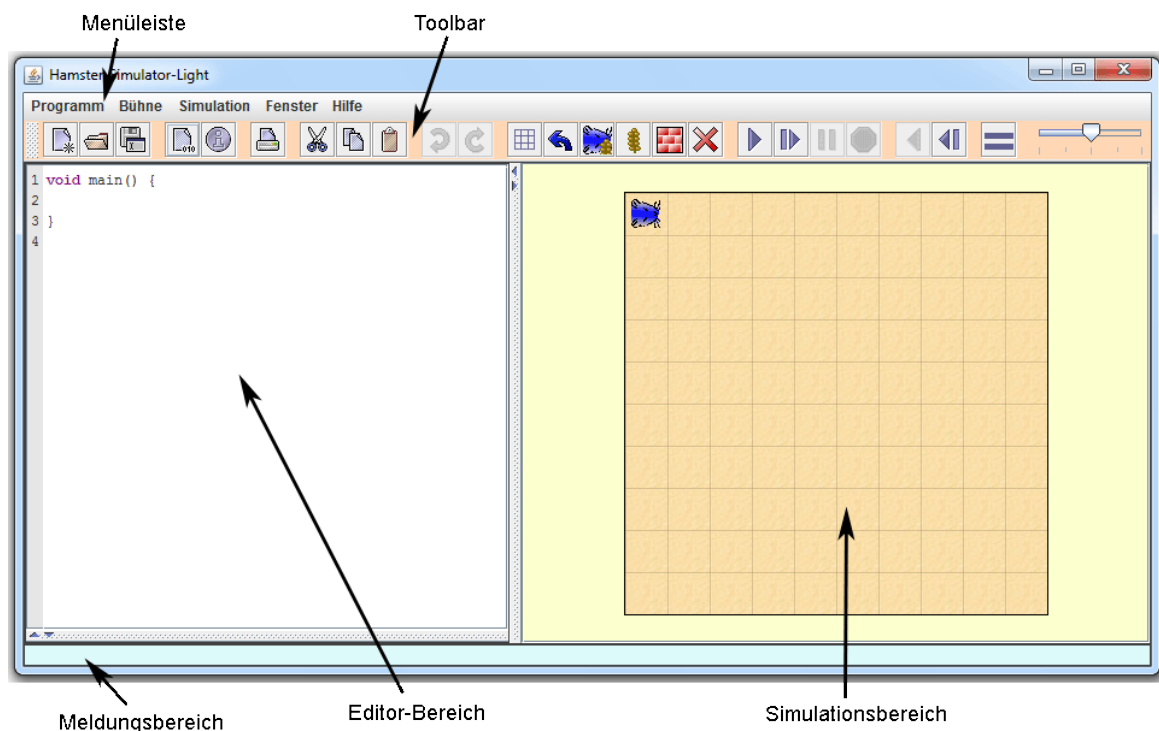 Menüleiste
Toolbar
Hamster-Simulator-Light
Programm Bühne Simulation Fenster Hilfe
010
1 void main() {
2
3 }
4
Meldungsbereich
Editor-Bereich
Simulationsbereich